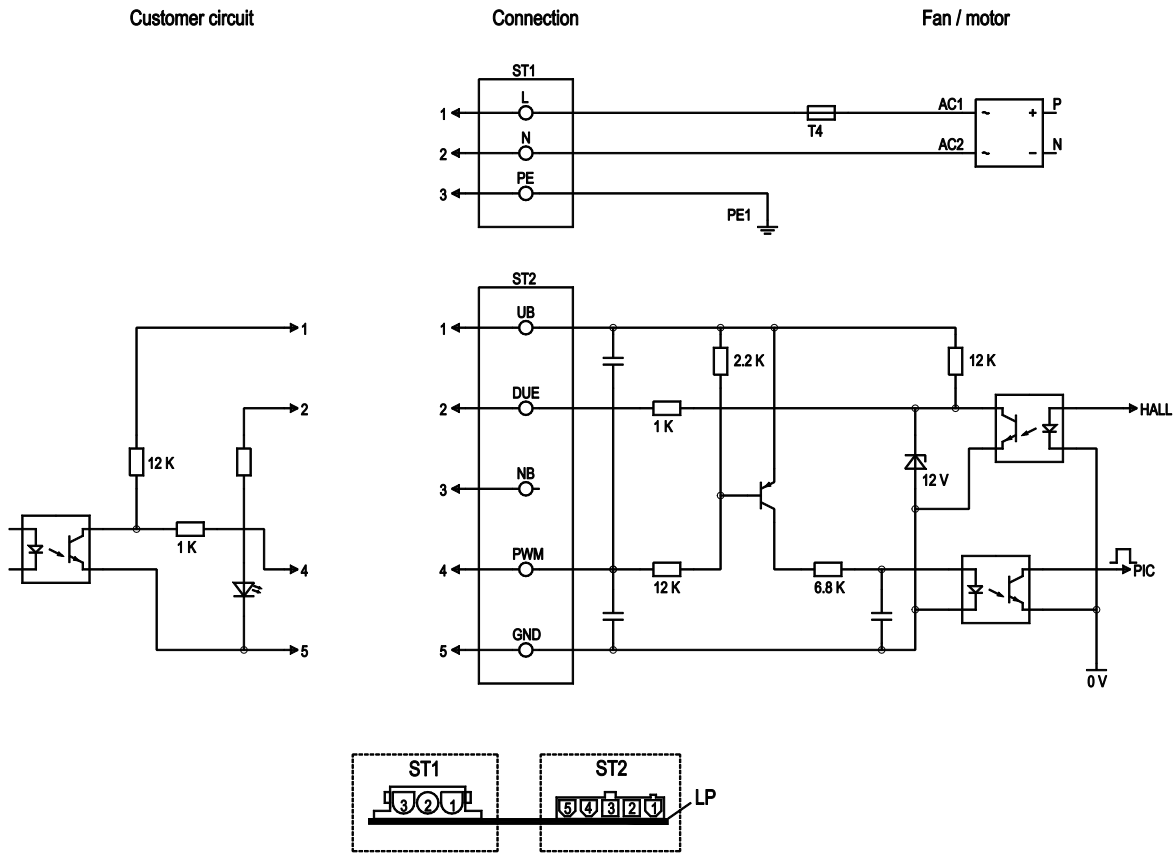 Customer circuit
Connection
Fan / motor
ST1
L
1
AC1
~
+
P
T4
N
2
AC2
~
−
N
PE
3
PE1
ST2
UB
1
1
2.2 K
12 K
DUE
2
2
1 K
HALL
12 K
NB
3
12 V
1 K
PWM
4
4
12 K
6.8 K
PIC
GND
5
5
0 V
ST1
ST2
3
2
1
5
4
3
2
1
LP